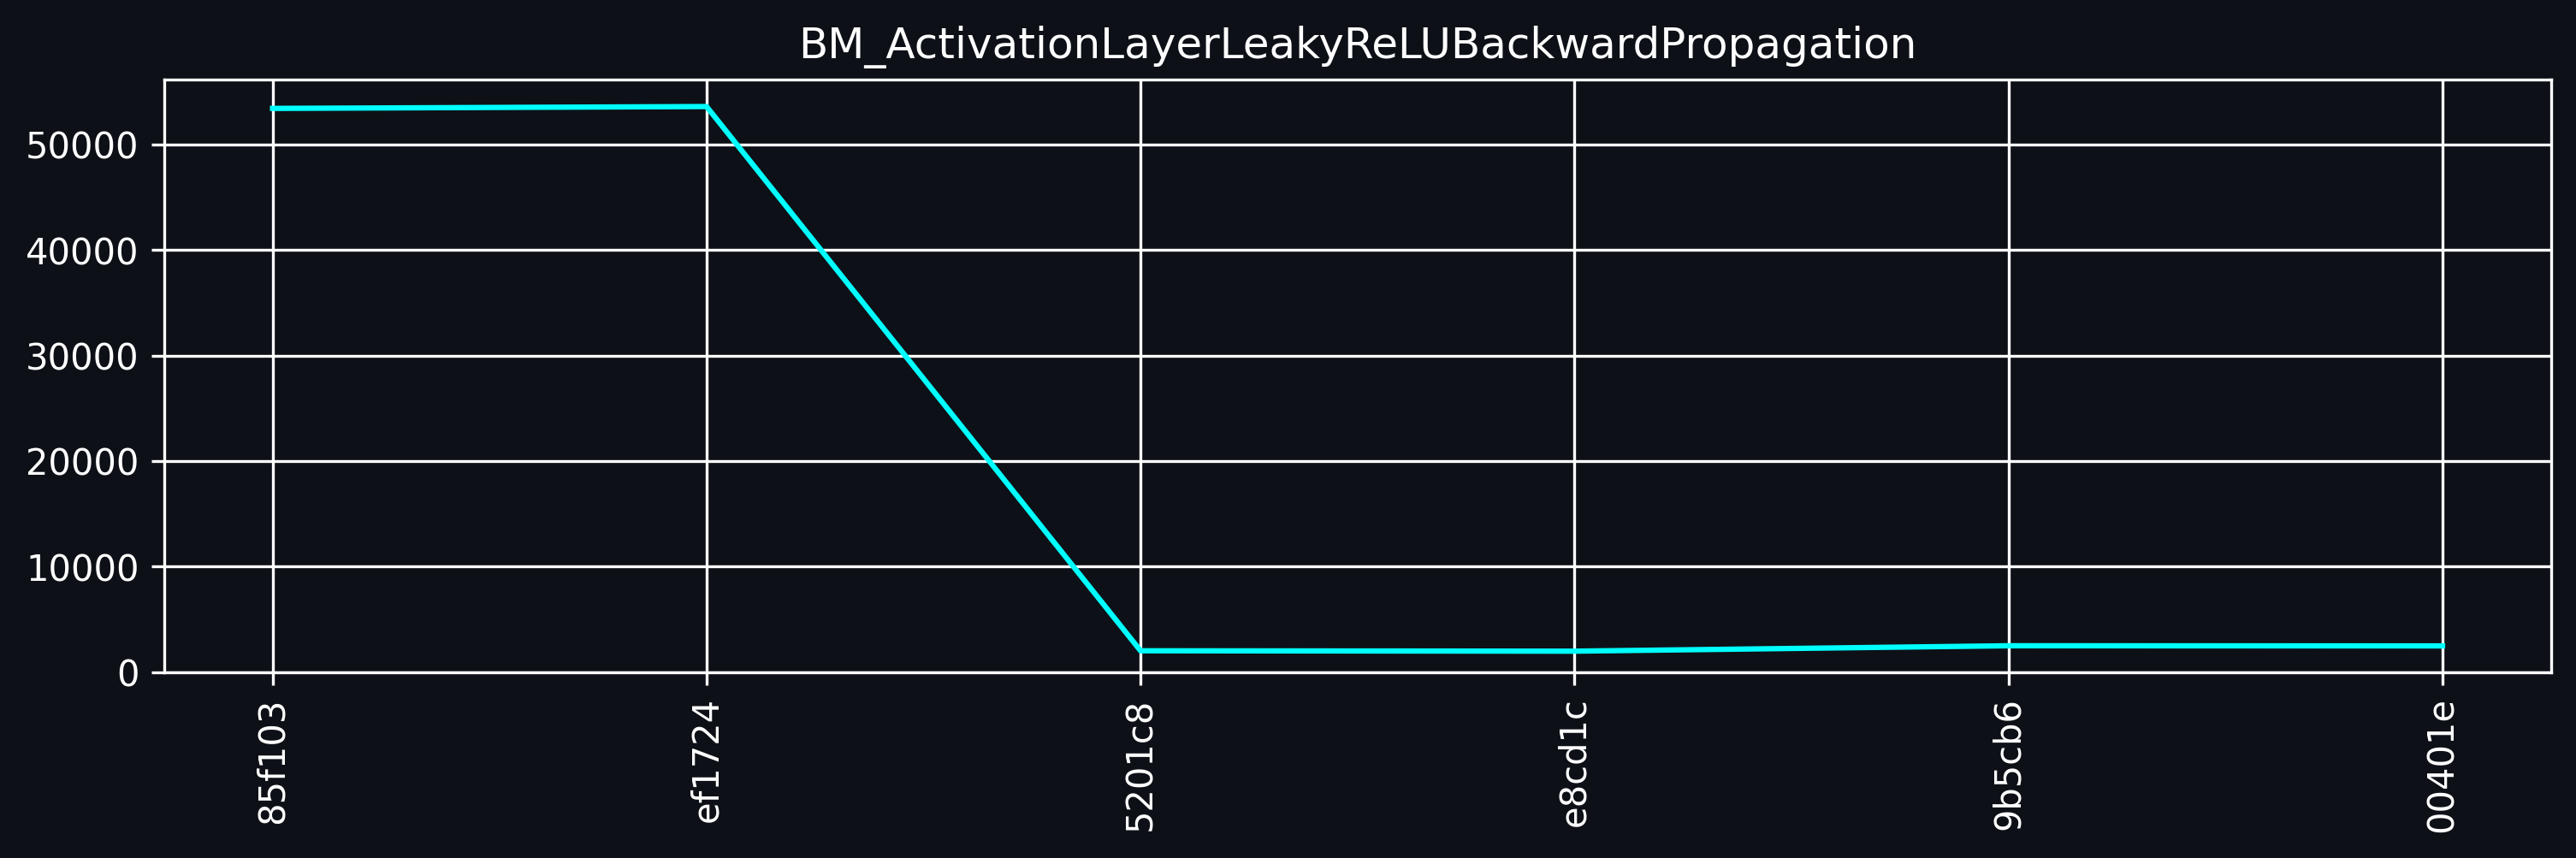 BM_ActivationLayerLeakyReLUBackwardPropagation
50000
40000
30000
20000
10000
0
85f103
ef1724
5201c8
e8cd1c
9b5cb6
00401e